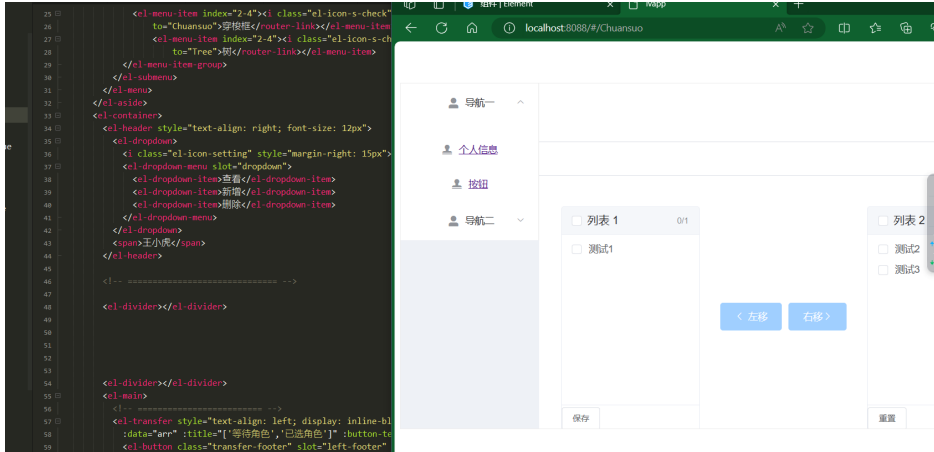 组件 | Element
wapp
localhost:8088/#/Chuansuo
25 <el-menu-item index="2-4"><i class="el-icon-s-check"
26 to="Chuansuo">穿梭框</router-link></el-menu-item
27 <el-menu-item index="2-4"><i class="el-icon-s-ch
28 to="Tree">树</router-link></el-menu-item>
29 </el-menu-item-group>
30 </el-submenu>
31 </el-menu>
32 </el-aside>
33 <el-container>
34 <el-header style="text-align: right; font-size: 12px">
35 <el-dropdown>
36 <i class="el-icon-setting" style="margin-right: 15px">
37 <el-dropdown-menu slot="dropdown">
38 <el-dropdown-item>查看</el-dropdown-item>
39 <el-dropdown-item>新增</el-dropdown-item>
40 <el-dropdown-item>删除</el-dropdown-item>
41 </el-dropdown-menu>
42 </el-dropdown>
43 <span>王小虎</span>
44 </el-header>
45
46 <!-- =============================== -->
47
48 <el-divider></el-divider>
49
50
51
52
53
54 <el-divider></el-divider>
55 <el-main>
56 <!-- ======================== -->
57 <el-transfer style="text-align: left; display: inline-bl
58 :data="arr" :title="['等待角色','已选角色']" :button-te
59 <el-button class="transfer-footer" slot="left-footer"
ue
导航一
个人信息
按钮
导航二
列表 1 0/1
测试1
< 左移
右移 >
列表 2
测试2
测试3
保存
重置